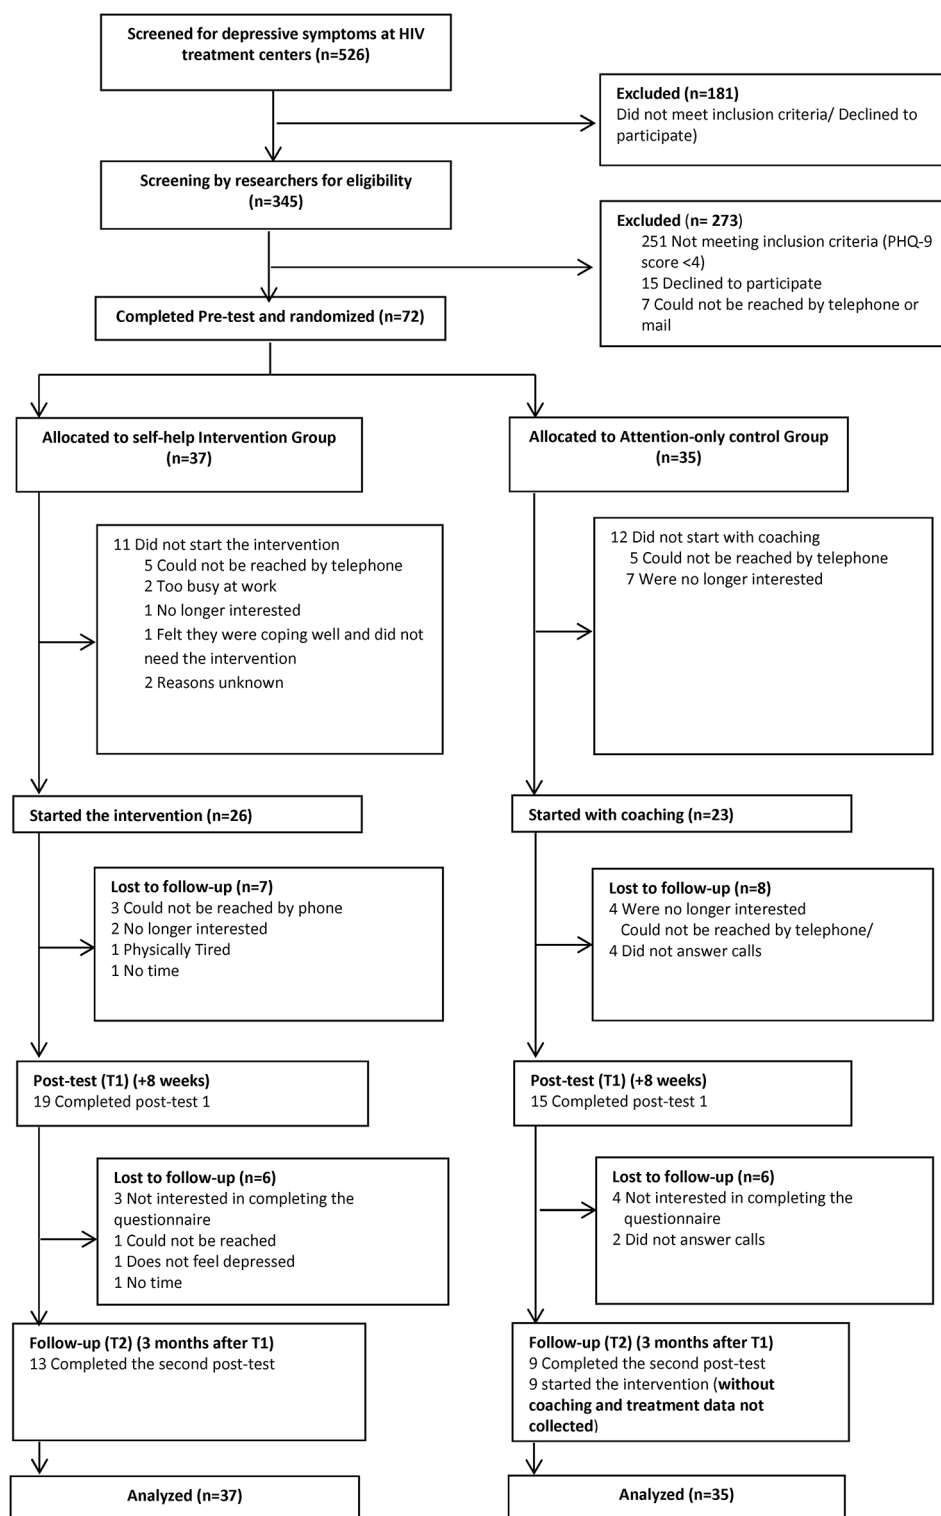 Screened for depressive symptoms at HIV
treatment centers (n=526)
Excluded (n=181)
Did not meet inclusion criteria/ Declined to
participate)
Screening by researchers for eligibility
(n=345)
Excluded (n= 273)
251 Not meeting inclusion criteria (PHQ-9
score <4)
15 Declined to participate
7 Could not be reached by telephone or
mail
Completed Pre-test and randomized (n=72)
Allocated to self-help Intervention Group
(n=37)
Allocated to Attention-only control Group
(n=35)
11 Did not start the intervention
5 Could not be reached by telephone
2 Too busy at work
1 No longer interested
1 Felt they were coping well and did not
need the intervention
2 Reasons unknown
12 Did not start with coaching
5 Could not be reached by telephone
7 Were no longer interested
Started the intervention (n=26)
Started with coaching (n=23)
Lost to follow-up (n=7)
3 Could not be reached by phone
2 No longer interested
1 Physically Tired
1 No time
Lost to follow-up (n=8)
4 Were no longer interested
Could not be reached by telephone/
4 Did not answer calls
Post-test (T1) (+8 weeks)
19 Completed post-test 1
Post-test (T1) (+8 weeks)
15 Completed post-test 1
Lost to follow-up (n=6)
3 Not interested in completing the
questionnaire
1 Could not be reached
1 Does not feel depressed
1 No time
Lost to follow-up (n=6)
4 Not interested in completing the
questionnaire
2 Did not answer calls
Follow-up (T2) (3 months after T1)
13 Completed the second post-test
Follow-up (T2) (3 months after T1)
9 Completed the second post-test
9 started the intervention (without
coaching and treatment data not
collected)
Analyzed (n=37)
Analyzed (n=35)